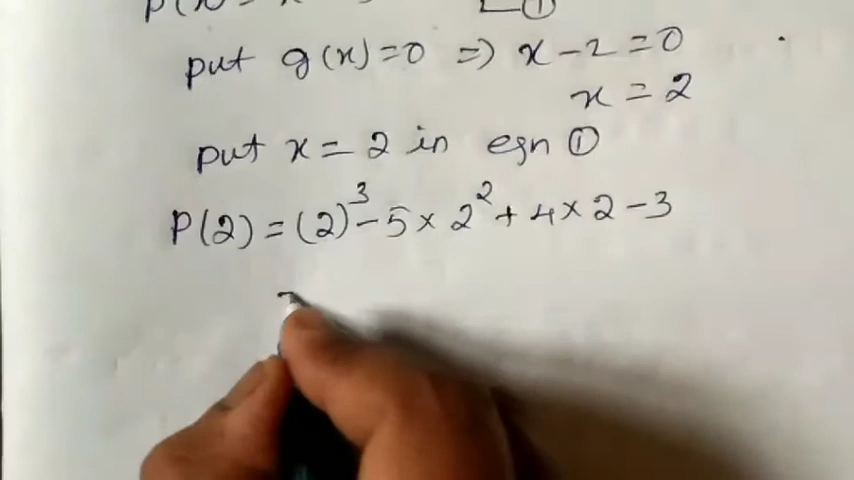 put g(x)=0 => x-2=0
x=2
put x=2 in eqn ①
P(2)=(2)³-5×2²+4×2-3